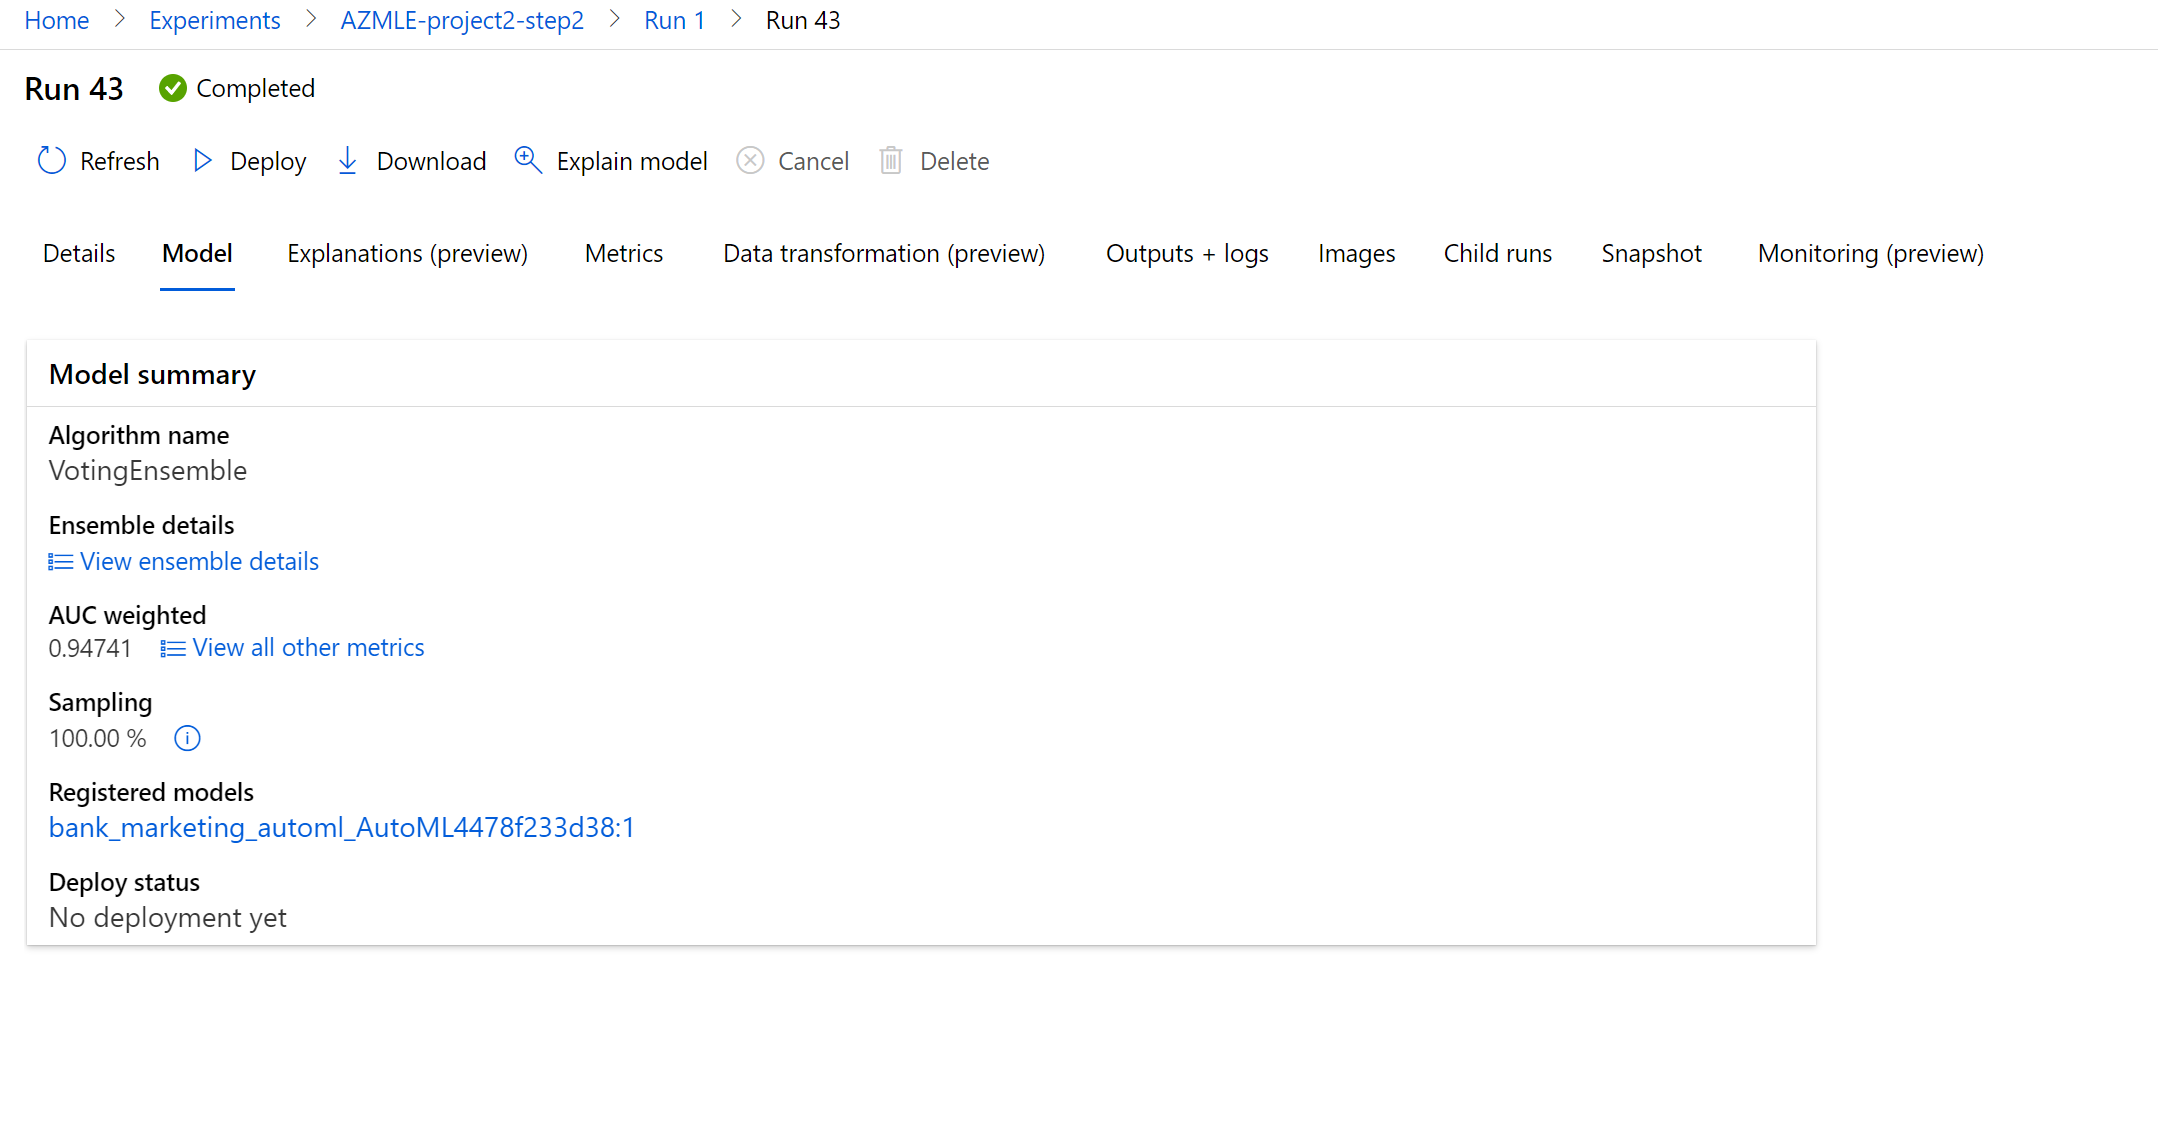 Home > Experiments > AZMLE-project2-step2 > Run 1 > Run 43
Run 43 Completed
Refresh Deploy Download Explain model Cancel Delete
Details Model Explanations (preview) Metrics Data transformation (preview) Outputs + logs Images Child runs Snapshot Monitoring (preview)
Model summary
Algorithm name
VotingEnsemble
Ensemble details
View ensemble details
AUC weighted
0.94741 View all other metrics
Sampling
100.00 %
Registered models
bank_marketing_automl_AutoML4478f233d38:1
Deploy status
No deployment yet